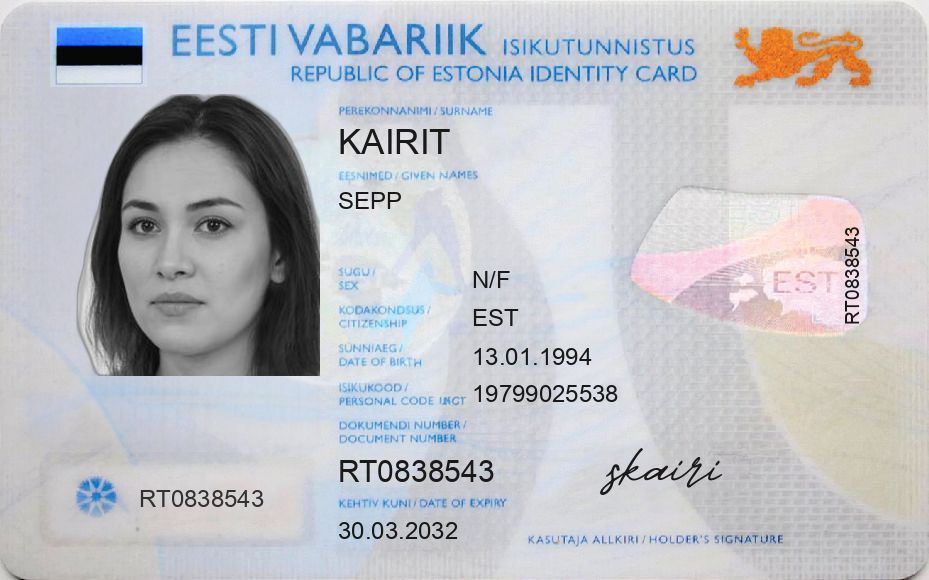 EESTI VABARIIK ISIKUTUNNISTUS
REPUBLIC OF ESTONIA IDENTITY CARD
PEREKONNANIMI / SURNAME
KAIRIT
EESNIMED / GIVEN NAMES
SEPP
SUGU / SEX
N/F
KODAKONDSUS / CITIZENSHIP
EST
SÜNNIAEG / DATE OF BIRTH
13.01.1994
ISIKUKOOD / PERSONAL CODE
19799025538
DOKUMENDI NUMBER / DOCUMENT NUMBER
RT0838543
KEHTIV KUNI / DATE OF EXPIRY
30.03.2032
RT0838543
EST
RT0838543
skairi
KASUTAJA ALLKIRI / HOLDER'S SIGNATURE